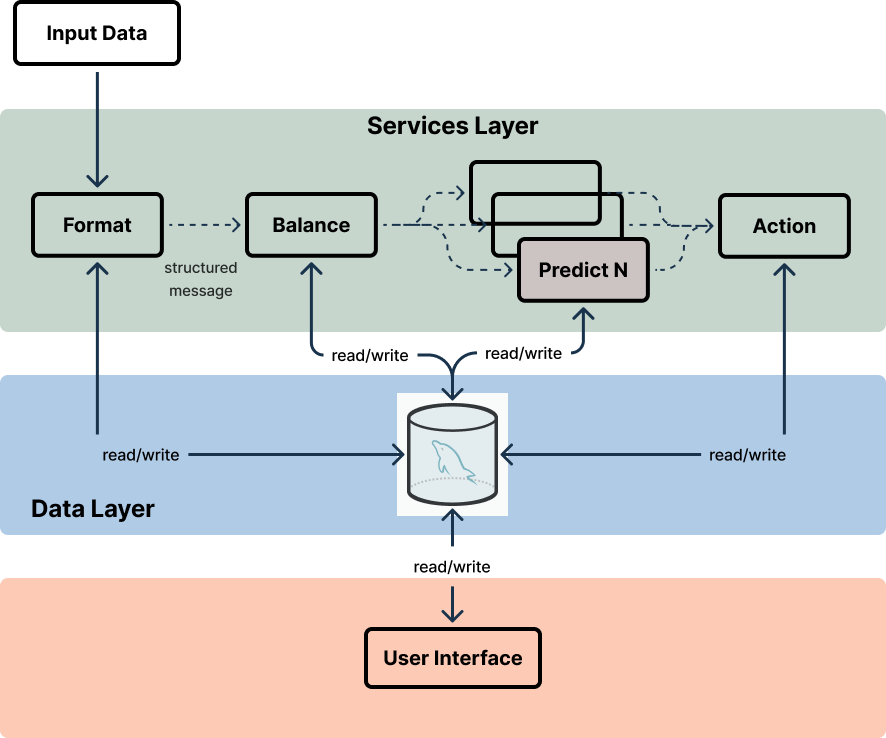 Input Data
Services Layer
Format
Balance
Predict N
Action
structured
message
read/write
read/write
read/write
read/write
Data Layer
read/write
User Interface